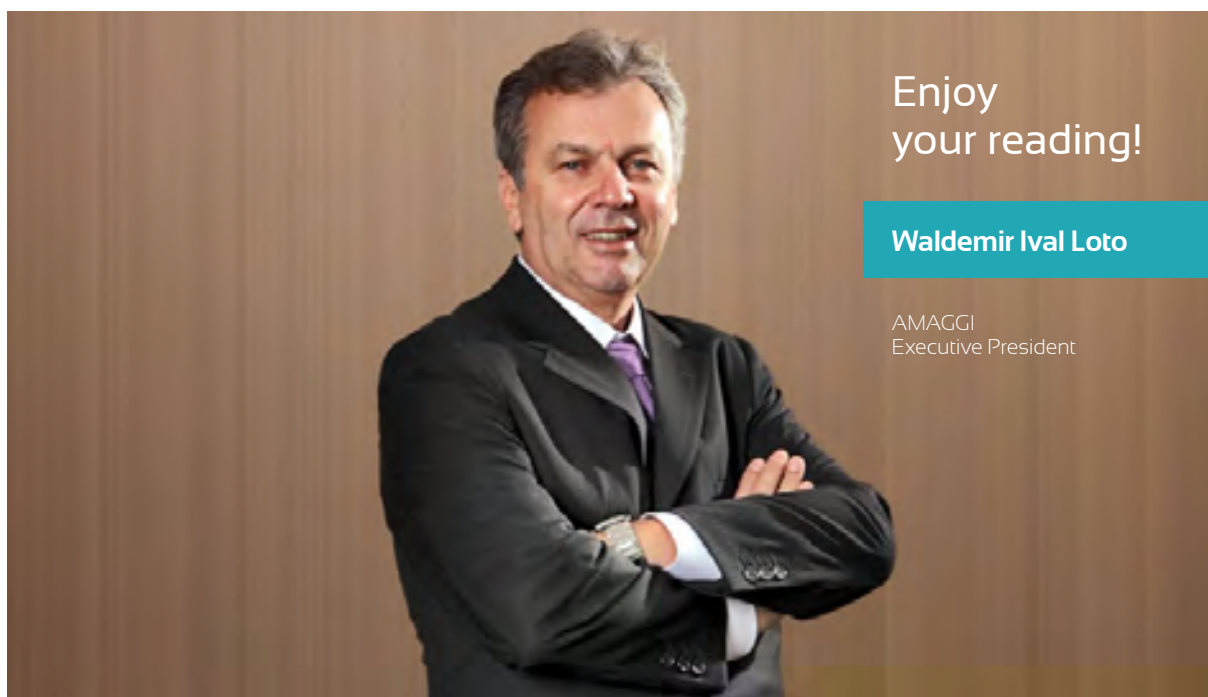 Enjoy
your reading!
Waldemir Ival Loto
AMAGGI
Executive President